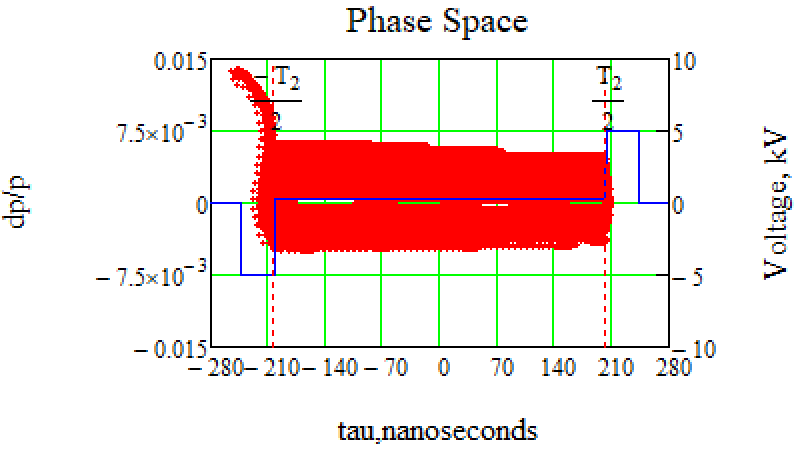 Phase Space
0.015
7.5×10⁻³
0
− 7.5×10⁻³
− 0.015
dp/p
− T₂
2
T₂
2
10
5
0
− 5
− 10
Voltage, kV
− 280 − 210 − 140 − 70 0 70 140 210 280
tau,nanoseconds